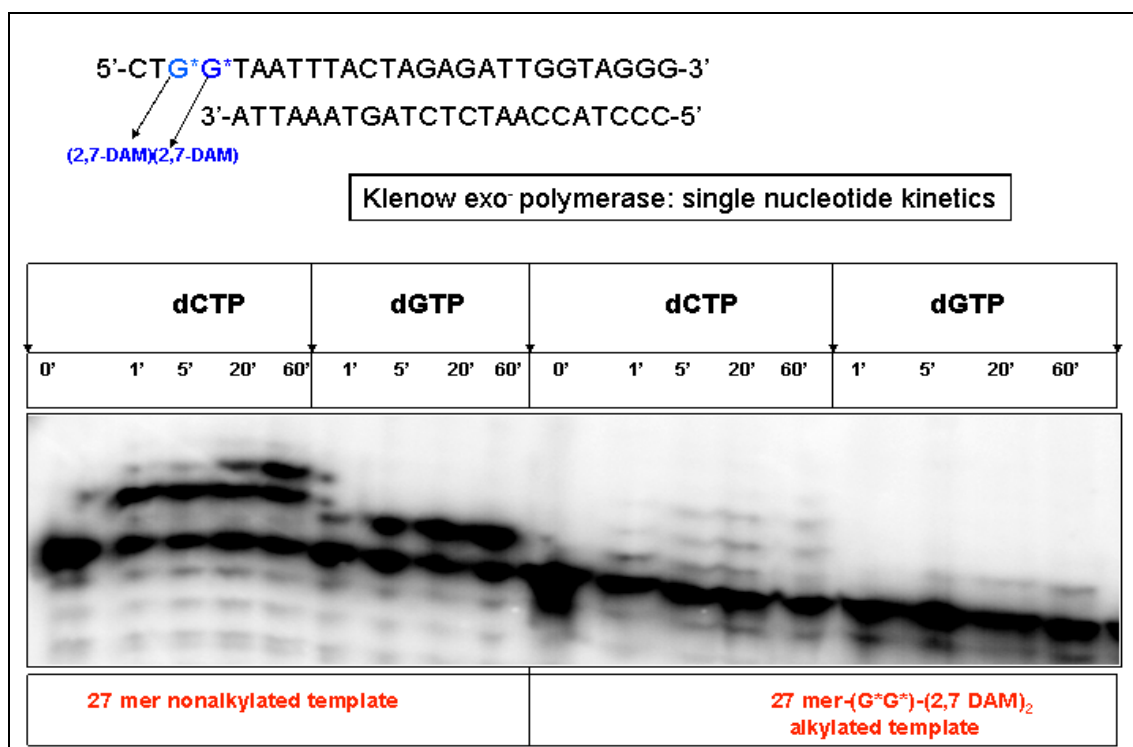 5'-CTG*G*TAATTTACTAGAGATTGGTAGGG-3'
3'-ATTAAATGATCTCTAACCATCCC-5'
(2,7-DAM)(2,7-DAM)
Klenow exo- polymerase: single nucleotide kinetics
dCTP dGTP dCTP dGTP
0' 1' 5' 20' 60' 1' 5' 20' 60' 0' 1' 5' 20' 60' 1' 5' 20' 60'
27 mer nonalkylated template
27 mer-(G*G*)-(2,7 DAM)2
alkylated template